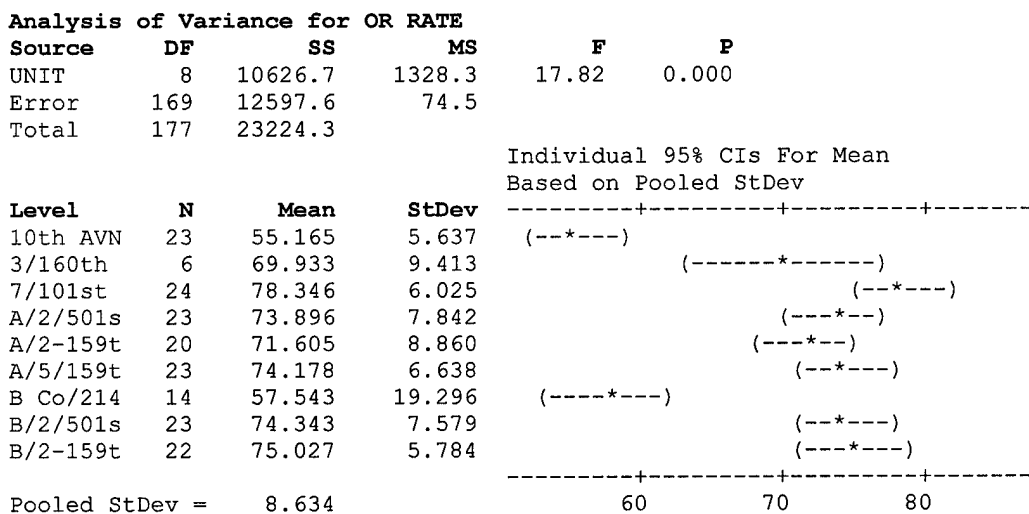 Analysis of Variance for OR RATE
Source     DF        SS        MS        F        P
UNIT        8   10626.7    1328.3    17.82    0.000
Error     169   12597.6      74.5
Total     177   23224.3
                                   Individual 95% CIs For Mean
                                   Based on Pooled StDev
Level       N      Mean     StDev  ---------+---------+---------+-------
10th AVN   23    55.165     5.637   (--*---)
3/160th     6    69.933     9.413              (------*------)
7/101st    24    78.346     6.025                          (--*---)
A/2/501s   23    73.896     7.842                     (---*--)
A/2-159t   20    71.605     8.860                   (---*--)
A/5/159t   23    74.178     6.638                      (--*---)
B Co/214   14    57.543    19.296    (----*---)
B/2/501s   23    74.343     7.579                      (--*---)
B/2-159t   22    75.027     5.784                      (---*---)
                                   ---------+---------+---------+-------
Pooled StDev =    8.634                    60        70        80